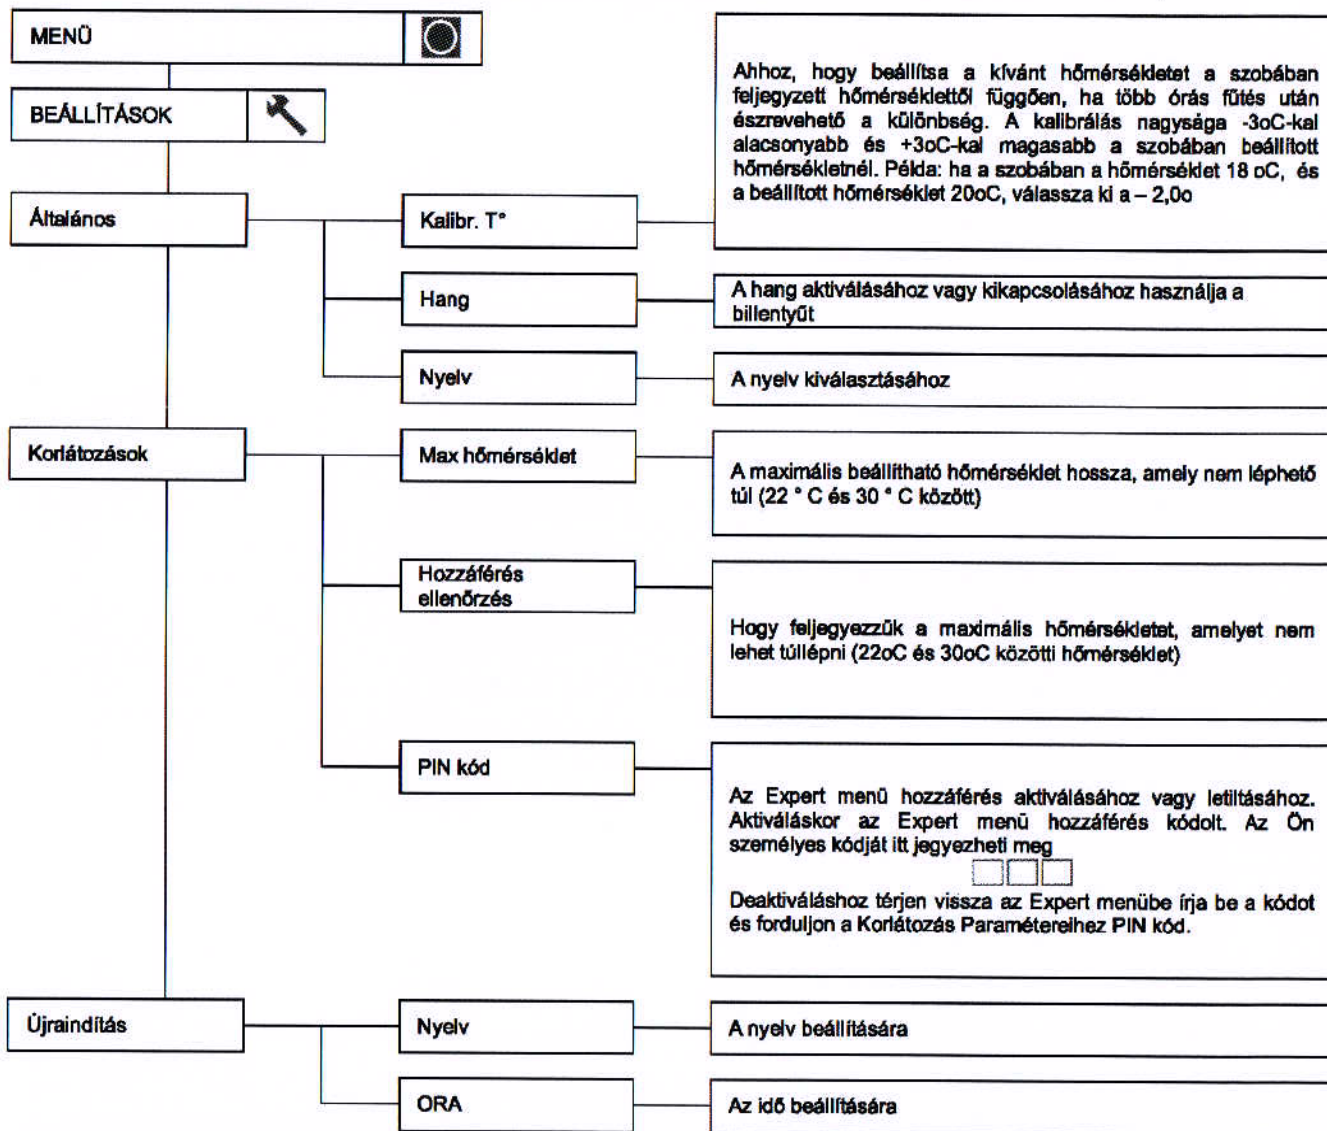 MENÜ
BEÁLLÍTÁSOK
Általános
Kalibr. T°
Ahhoz, hogy beállítsa a kívánt hőmérsékletet a szobában
feljegyzett hőmérséklettől függően, ha több órás fűtés után
észrevehető a különbség. A kalibrálás nagysága -3oC-kal
alacsonyabb és +3oC-kal magasabb a szobában beállított
hőmérsékletnél. Példa: ha a szobában a hőmérséklet 18 oC, és
a beállított hőmérséklet 20oC, válassza ki a – 2,0o
Hang
A hang aktiválásához vagy kikapcsolásához használja a
billentyűt
Nyelv
A nyelv kiválasztásához
Korlátozások
Max hőmérséklet
A maximális beállítható hőmérséklet hossza, amely nem léphető
túl (22 ° C és 30 ° C között)
Hozzáférés
ellenőrzés
Hogy feljegyezzük a maximális hőmérsékletet, amelyet nem
lehet túllépni (22oC és 30oC közötti hőmérséklet)
PIN kód
Az Expert menü hozzáférés aktiválásához vagy letiltásához.
Aktiváláskor az Expert menü hozzáférés kódolt. Az Ön
személyes kódját itt jegyezheti meg
Deaktiváláshoz térjen vissza az Expert menübe írja be a kódot
és forduljon a Korlátozás Paramétereihez PIN kód.
Újraindítás
Nyelv
A nyelv beállítására
ORA
Az idő beállítására